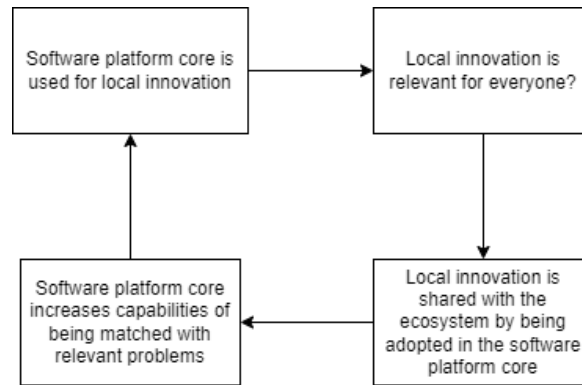 Software platform core is
used for local innovation
Local innovation is
relevant for everyone?
Software platform core
increases capabilities of
being matched with
relevant problems
Local innovation is
shared with the
ecosystem by being
adopted in the software
platform core